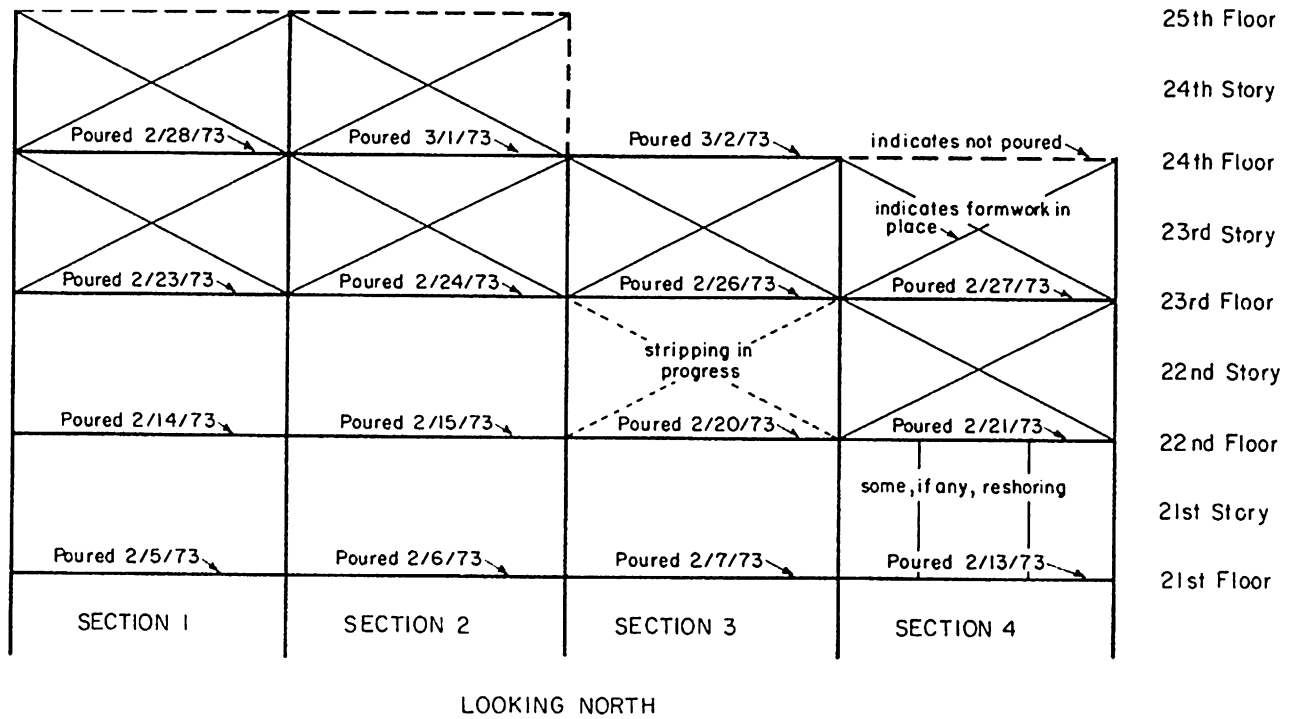 25th Floor
24th Story
Poured 2/28/73
Poured 3/1/73
Poured 3/2/73
indicates not poured
24th Floor
indicates formwork in
place
23rd Story
Poured 2/23/73
Poured 2/24/73
Poured 2/26/73
Poured 2/27/73
23rd Floor
stripping in
progress
22nd Story
Poured 2/14/73
Poured 2/15/73
Poured 2/20/73
Poured 2/21/73
22nd Floor
some, if any, reshoring
21st Story
Poured 2/5/73
Poured 2/6/73
Poured 2/7/73
Poured 2/13/73
21st Floor
SECTION 1
SECTION 2
SECTION 3
SECTION 4
LOOKING NORTH